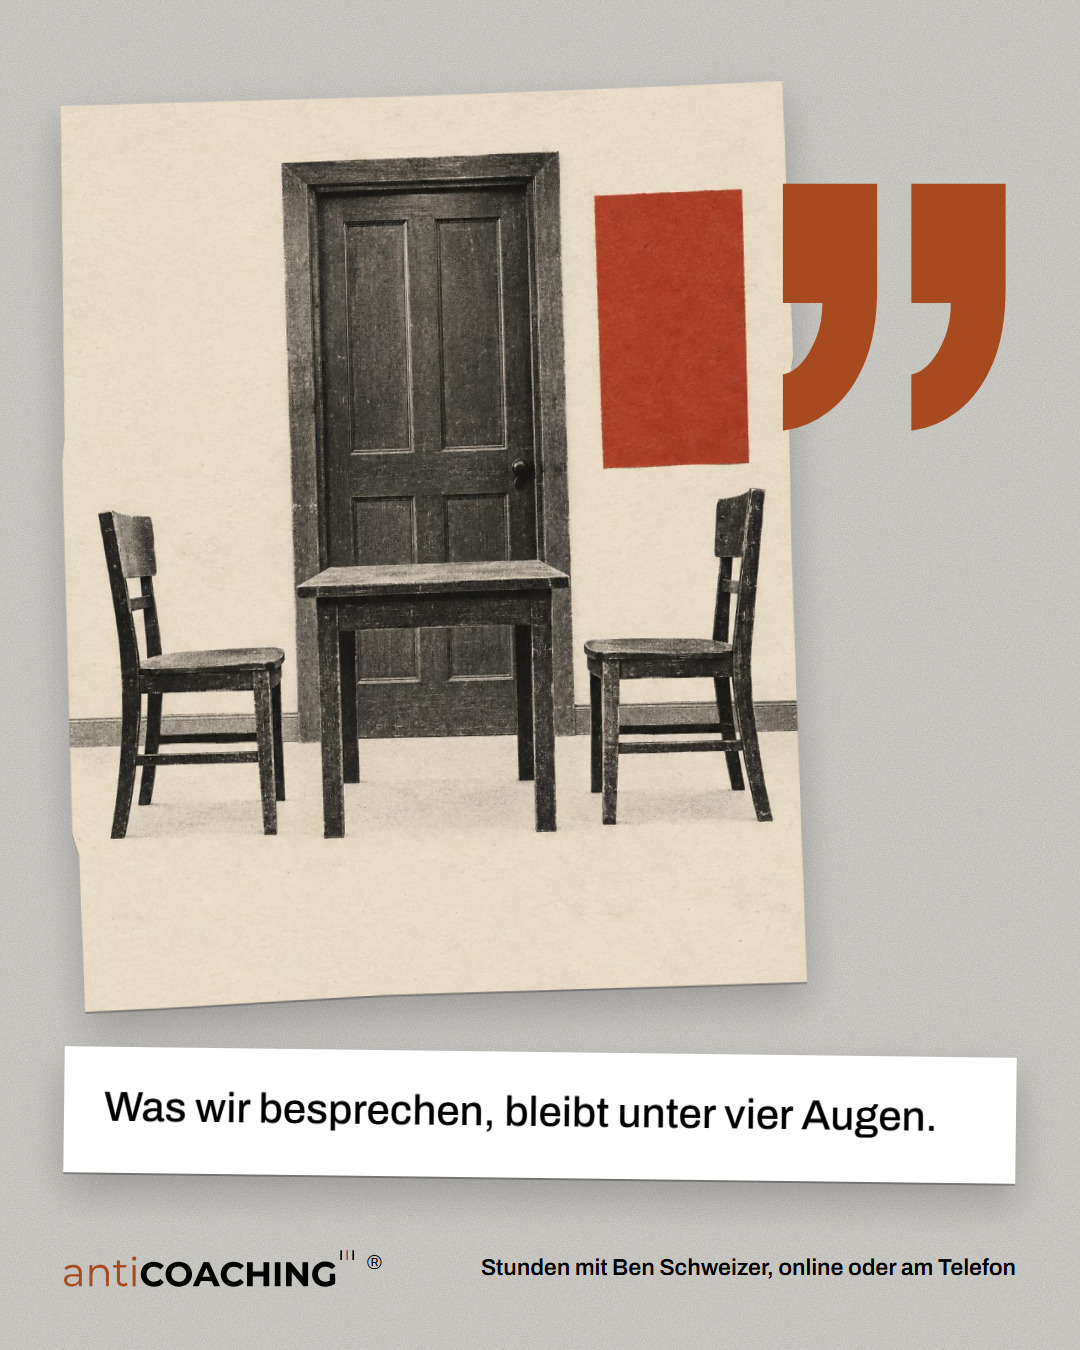 ”
Was wir besprechen, bleibt unter vier Augen.
antiCOACHING ®
Stunden mit Ben Schweizer, online oder am Telefon